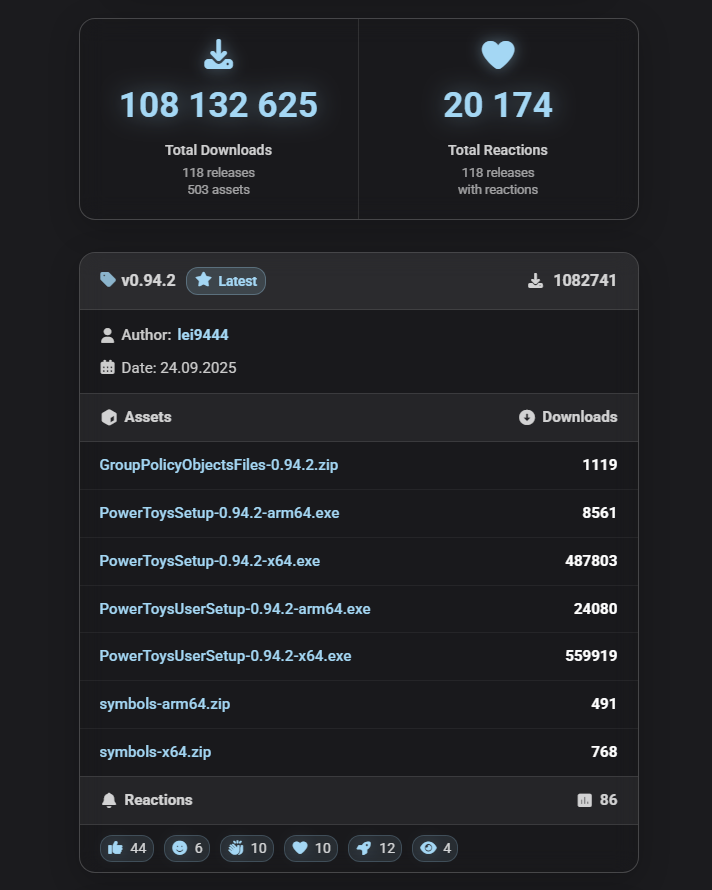 108 132 625
Total Downloads
118 releases
503 assets
20 174
Total Reactions
118 releases
with reactions
v0.94.2 Latest 1082741
Author: lei9444
Date: 24.09.2025
Assets Downloads
GroupPolicyObjectsFiles-0.94.2.zip 1119
PowerToysSetup-0.94.2-arm64.exe 8561
PowerToysSetup-0.94.2-x64.exe 487803
PowerToysUserSetup-0.94.2-arm64.exe 24080
PowerToysUserSetup-0.94.2-x64.exe 559919
symbols-arm64.zip 491
symbols-x64.zip 768
Reactions 86
44 6 10 10 12 4